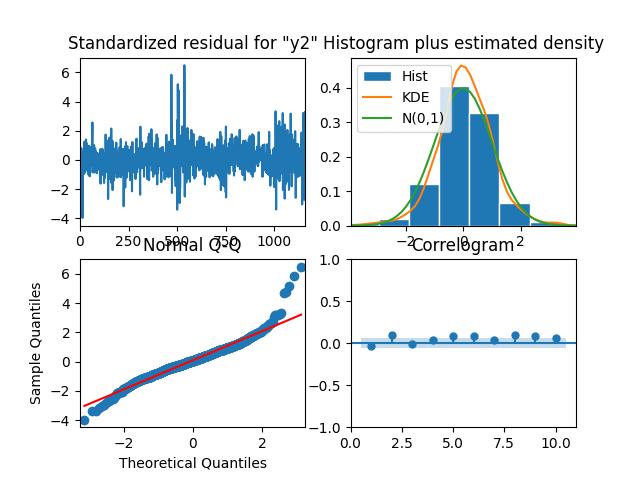 Standardized residual for "y2"
6
4
2
0
−2
−4
0 250 500 750 1000
Histogram plus estimated density
Hist
KDE
N(0,1)
0.4
0.3
0.2
0.1
0.0
−2 0 2
Normal Q-Q
Sample Quantiles
6
4
2
0
−2
−4
−2 0 2
Theoretical Quantiles
Correlogram
1.0
0.5
0.0
−0.5
−1.0
0.0 2.5 5.0 7.5 10.0